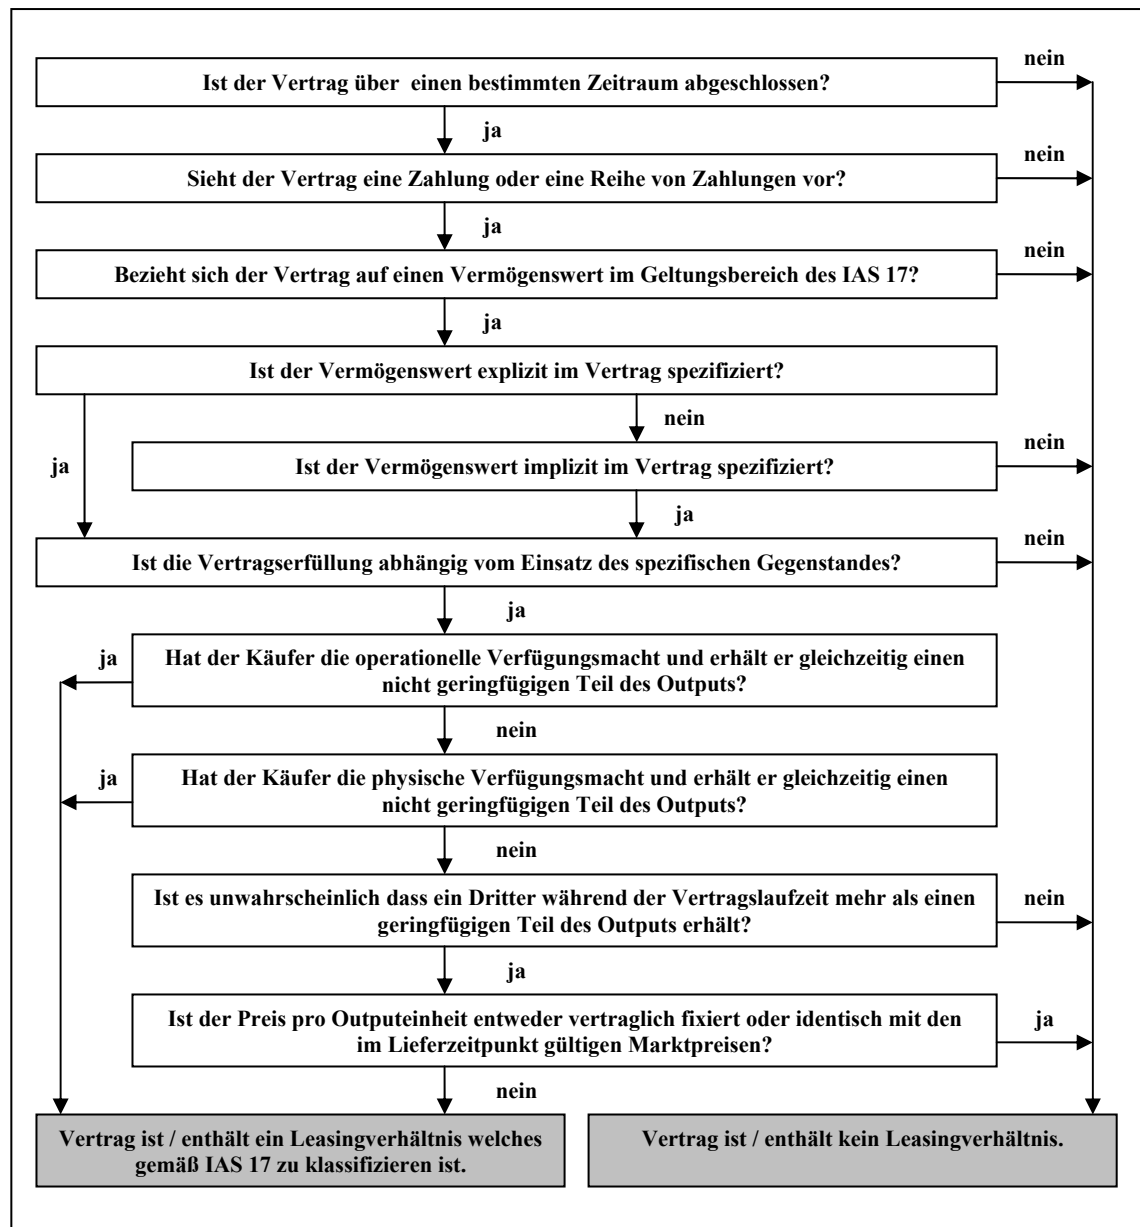 nein
Ist der Vertrag über einen bestimmten Zeitraum abgeschlossen?
ja
nein
Sieht der Vertrag eine Zahlung oder eine Reihe von Zahlungen vor?
ja
nein
Bezieht sich der Vertrag auf einen Vermögenswert im Geltungsbereich des IAS 17?
ja
Ist der Vermögenswert explizit im Vertrag spezifiziert?
nein
nein
ja
Ist der Vermögenswert implizit im Vertrag spezifiziert?
ja
nein
Ist die Vertragserfüllung abhängig vom Einsatz des spezifischen Gegenstandes?
ja
ja
Hat der Käufer die operationelle Verfügungsmacht und erhält er gleichzeitig einen
nicht geringfügigen Teil des Outputs?
nein
ja
Hat der Käufer die physische Verfügungsmacht und erhält er gleichzeitig einen
nicht geringfügigen Teil des Outputs?
nein
Ist es unwahrscheinlich dass ein Dritter während der Vertragslaufzeit mehr als einen
geringfügigen Teil des Outputs erhält?
nein
ja
Ist der Preis pro Outputeinheit entweder vertraglich fixiert oder identisch mit den
im Lieferzeitpunkt gültigen Marktpreisen?
ja
nein
Vertrag ist / enthält ein Leasingverhältnis welches
gemäß IAS 17 zu klassifizieren ist.
Vertrag ist / enthält kein Leasingverhältnis.